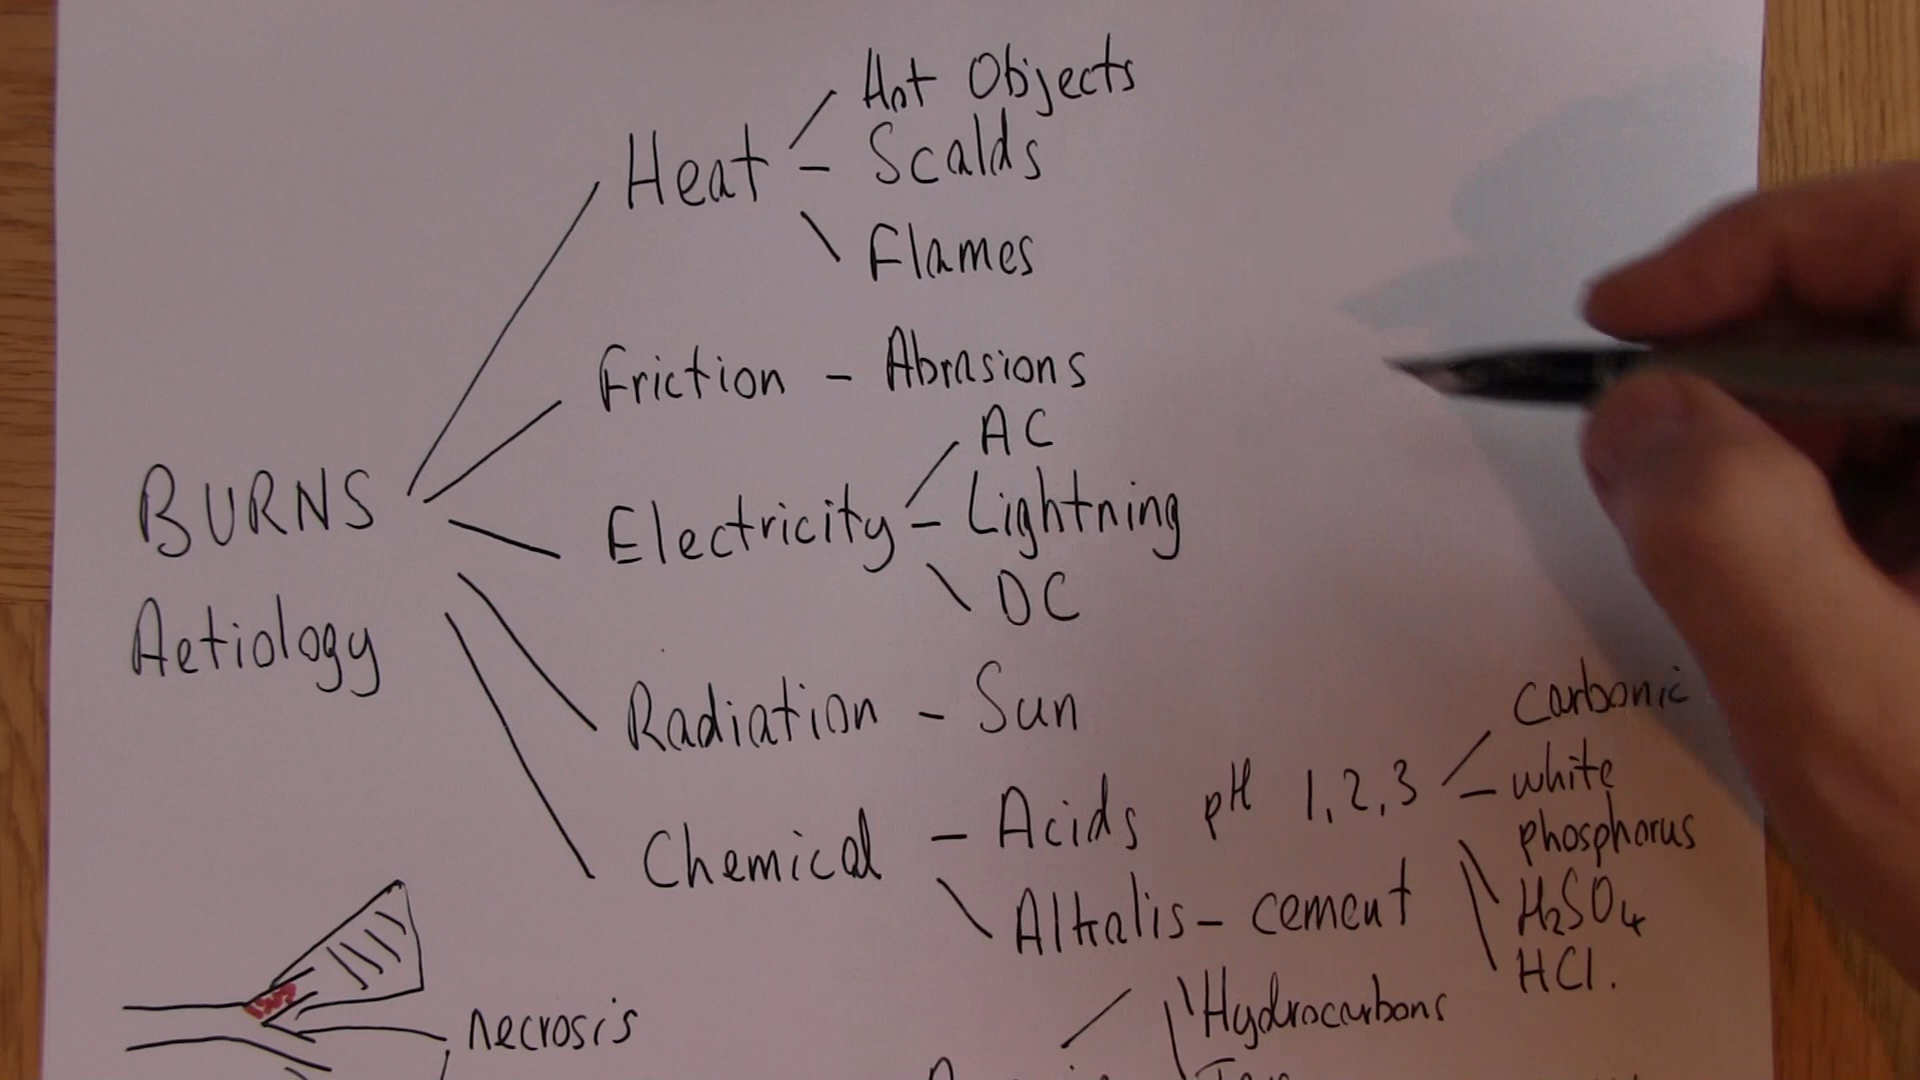 Hot Objects
Heat - Scalds
Flames
Friction - Abrasions
AC
BURNS
Electricity - Lightning
DC
Aetiology
Radiation - Sun
Carbonic
Chemical - Acids pH 1,2,3 - white
phosphorus
Alkalis - cement
H2SO4
HCl.
Hydrocarbons
necrosis